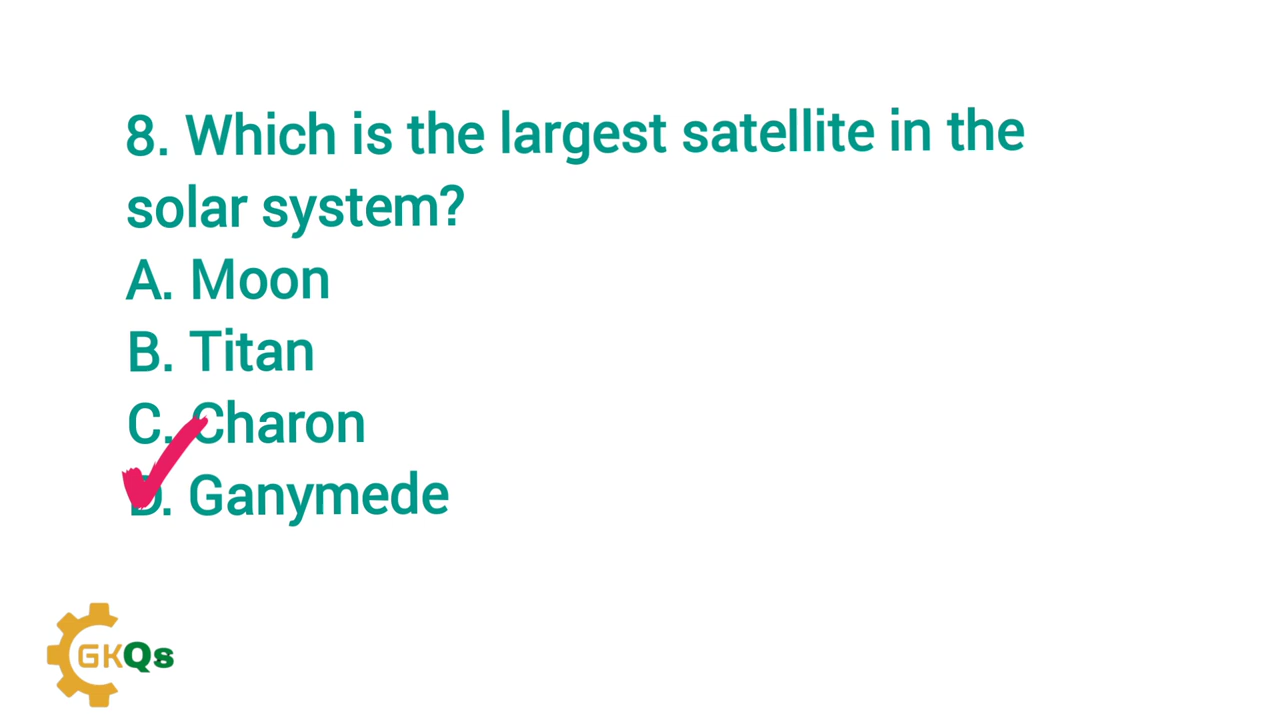 8. Which is the largest satellite in the
solar system?
A. Moon
B. Titan
C. Charon
D. Ganymede
GKQs